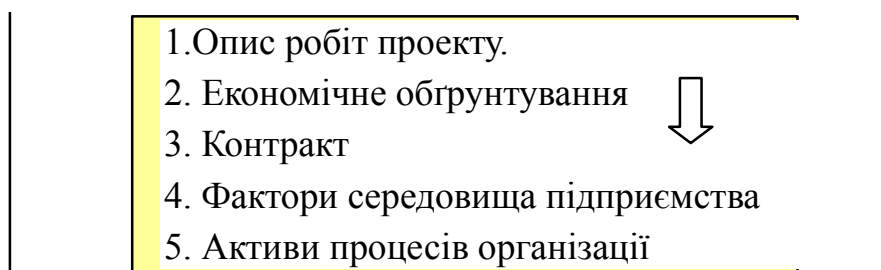 1.Опис робіт проекту.
2. Економічне обґрунтування
3. Контракт
4. Фактори середовища підприємства
5. Активи процесів організації